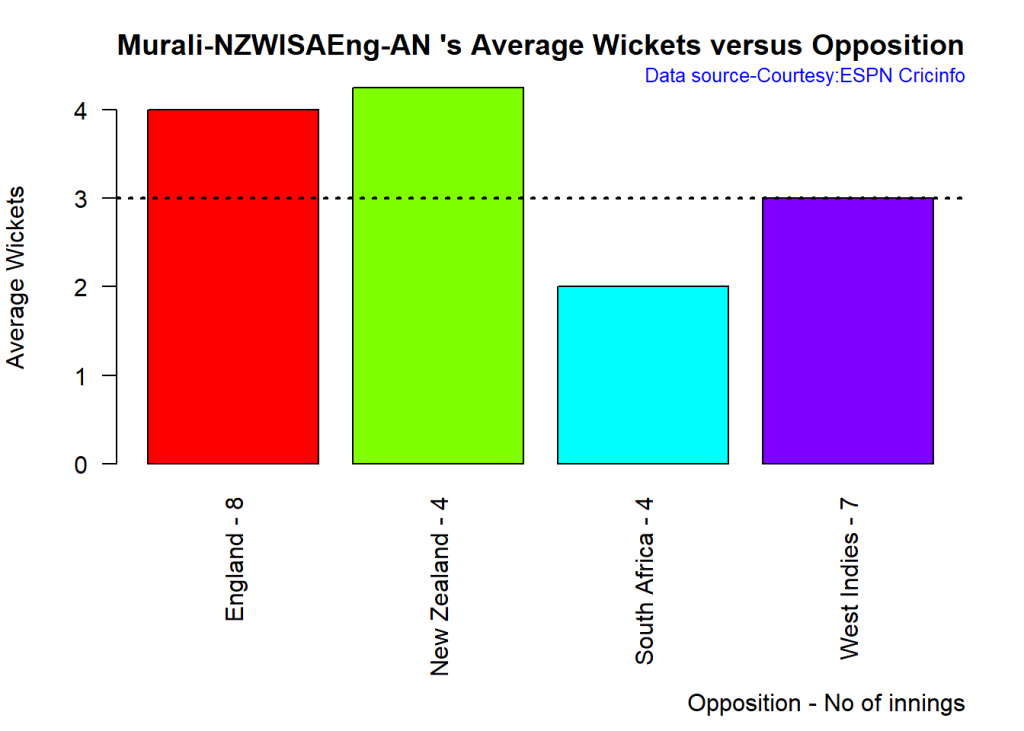 Murali-NZWISAEng-AN 's Average Wickets versus Opposition
Data source-Courtesy:ESPN Cricinfo
Average Wickets
4
3
2
1
0
England - 8
New Zealand - 4
South Africa - 4
West Indies - 7
Opposition - No of innings